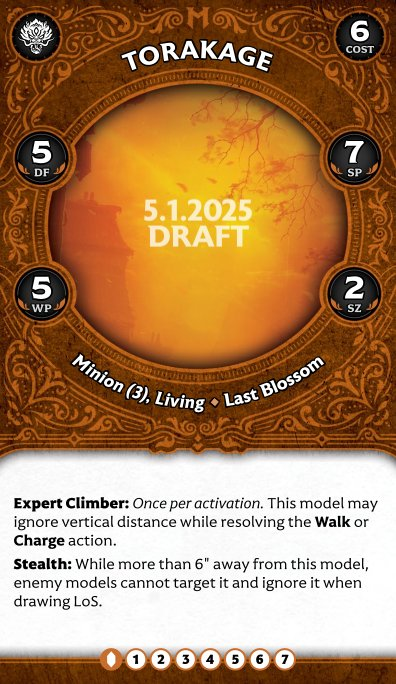 TORAKAGE
6
COST
5
DF
7
SP
5.1.2025
DRAFT
5
WP
2
SZ
Minion (3), Living ◆ Last Blossom
Expert Climber: Once per activation. This model may
ignore vertical distance while resolving the Walk or
Charge action.
Stealth: While more than 6" away from this model,
enemy models cannot target it and ignore it when
drawing LoS.
1 2 3 4 5 6 7